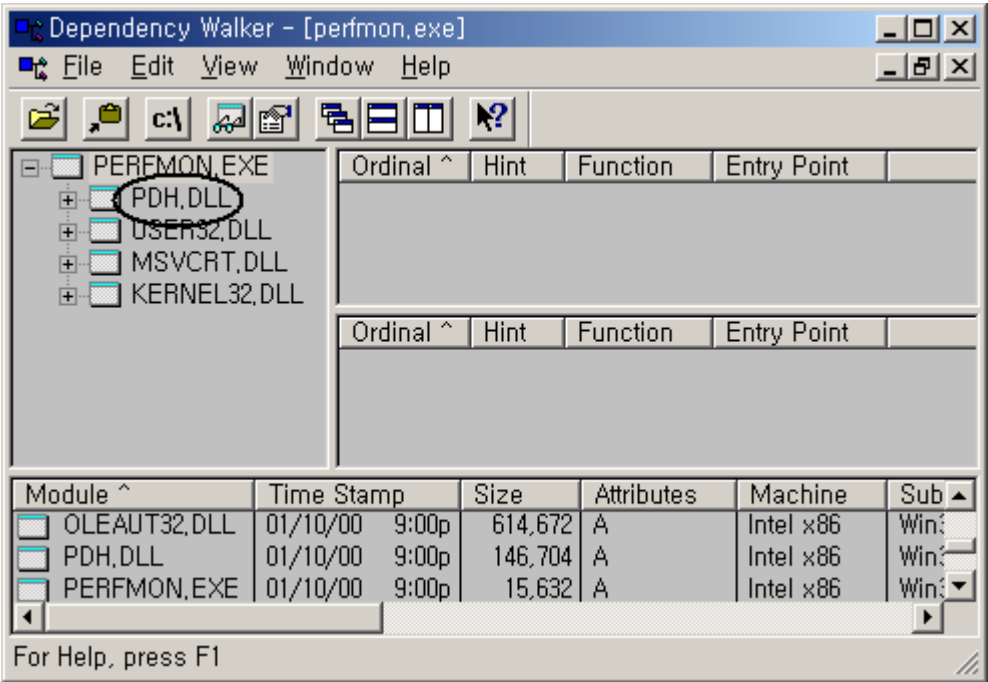 Dependency Walker - [perfmon,exe]
File Edit View Window Help
c:\
PERFMON,EXE
PDH,DLL
USER32,DLL
MSVCRT,DLL
KERNEL32,DLL
Ordinal ^ Hint Function Entry Point
Ordinal ^ Hint Function Entry Point
Module ^ Time Stamp Size Attributes Machine Sub
OLEAUT32,DLL 01/10/00 9:00p 614,672 A Intel x86 Win3
PDH,DLL 01/10/00 9:00p 146,704 A Intel x86 Win3
PERFMON,EXE 01/10/00 9:00p 15,632 A Intel x86 Win3
For Help, press F1